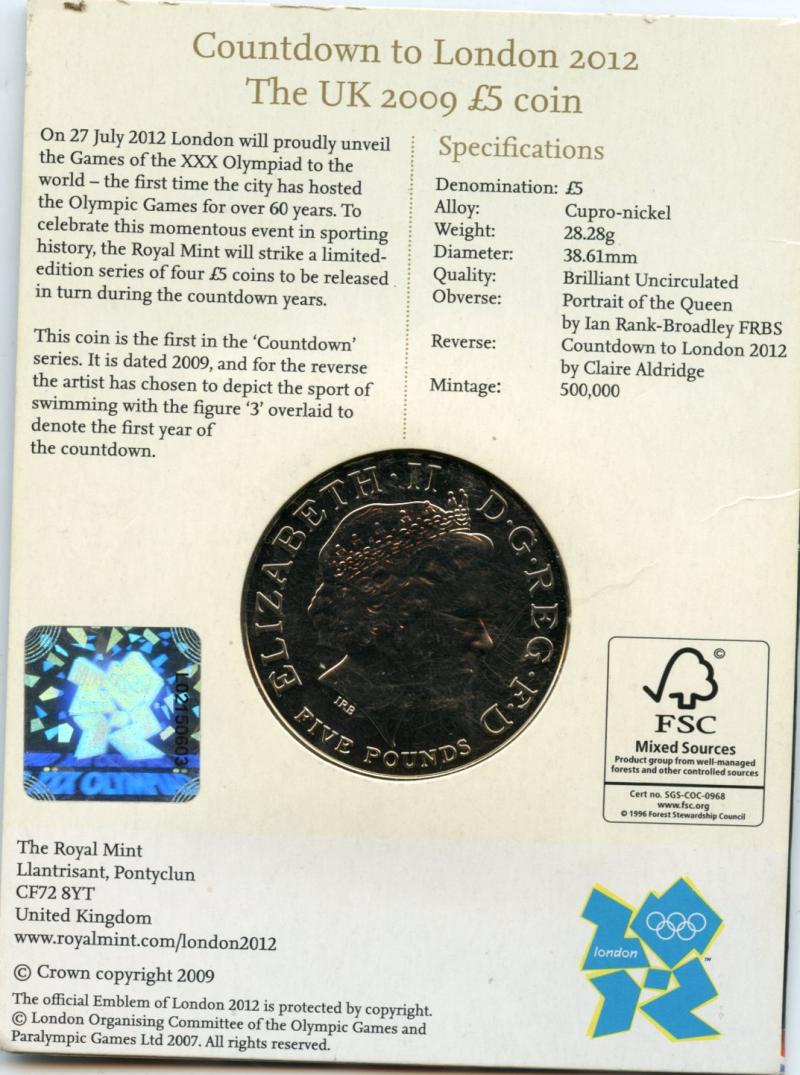 Countdown to London 2012
The UK 2009 £5 coin
On 27 July 2012 London will proudly unveil
the Games of the XXX Olympiad to the
world – the first time the city has hosted
the Olympic Games for over 60 years. To
celebrate this momentous event in sporting
history, the Royal Mint will strike a limited-
edition series of four £5 coins to be released
in turn during the countdown years.
This coin is the first in the ‘Countdown’
series. It is dated 2009, and for the reverse
the artist has chosen to depict the sport of
swimming with the figure ‘3’ overlaid to
denote the first year of
the countdown.
Specifications
Denomination: £5
Alloy: Cupro-nickel
Weight: 28.28g
Diameter: 38.61mm
Quality: Brilliant Uncirculated
Obverse: Portrait of the Queen
by Ian Rank-Broadley FRBS
Reverse: Countdown to London 2012
by Claire Aldridge
Mintage: 500,000
ELIZABETH·II D·G·REG·F·D
IRB
FIVE POUNDS
L02150603
©
FSC
Mixed Sources
Product group from well-managed
forests and other controlled sources
Cert no. SGS-COC-0968
www.fsc.org
© 1996 Forest Stewardship Council
The Royal Mint
Llantrisant, Pontyclun
CF72 8YT
United Kingdom
www.royalmint.com/london2012
© Crown copyright 2009
The official Emblem of London 2012 is protected by copyright.
© London Organising Committee of the Olympic Games and
Paralympic Games Ltd 2007. All rights reserved.
london
™